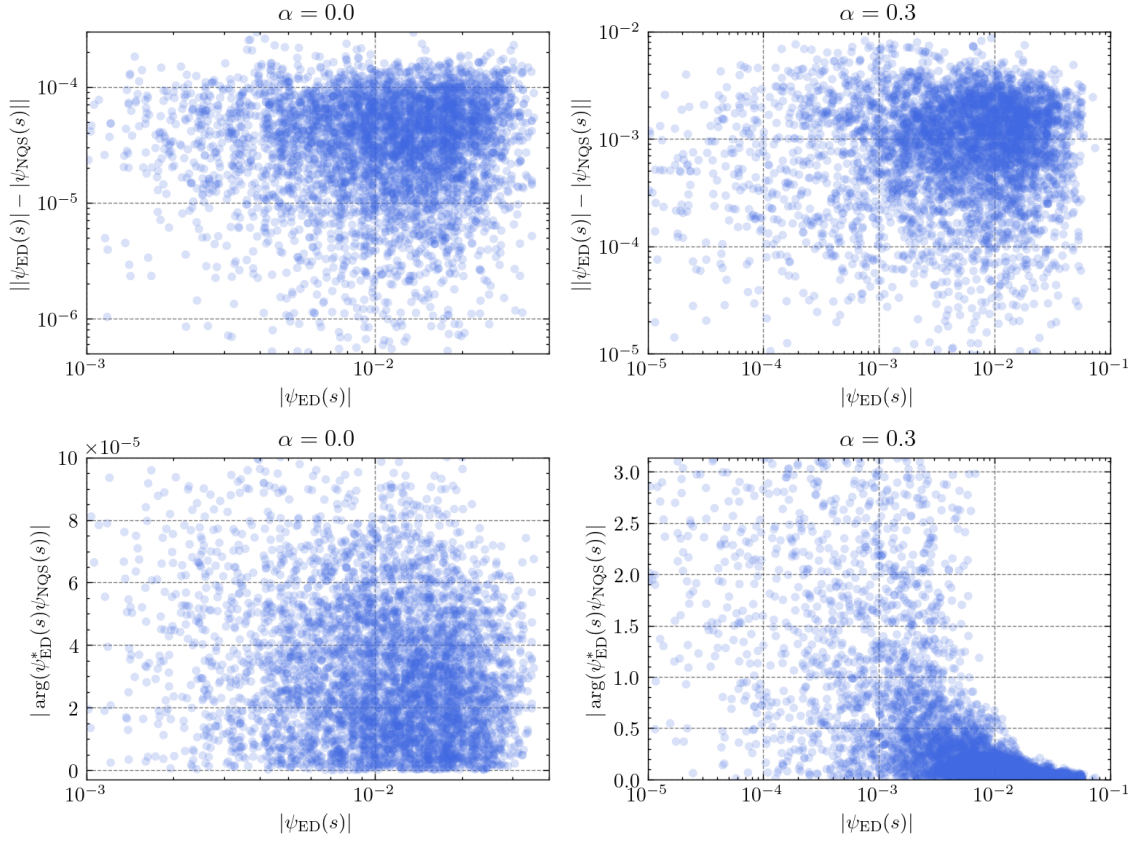 α = 0.0
10⁻⁴
10⁻⁵
10⁻⁶
||ψ_ED(s)| − |ψ_NQS(s)||
10⁻³ 10⁻²
|ψ_ED(s)|
α = 0.3
10⁻²
10⁻³
10⁻⁴
10⁻⁵
||ψ_ED(s)| − |ψ_NQS(s)||
10⁻⁵ 10⁻⁴ 10⁻³ 10⁻² 10⁻¹
|ψ_ED(s)|
α = 0.0
×10⁻⁵
10
8
6
4
2
0
|arg(ψ*_ED(s)ψ_NQS(s))|
10⁻³ 10⁻²
|ψ_ED(s)|
α = 0.3
3.0
2.5
2.0
1.5
1.0
0.5
0.0
|arg(ψ*_ED(s)ψ_NQS(s))|
10⁻⁵ 10⁻⁴ 10⁻³ 10⁻² 10⁻¹
|ψ_ED(s)|